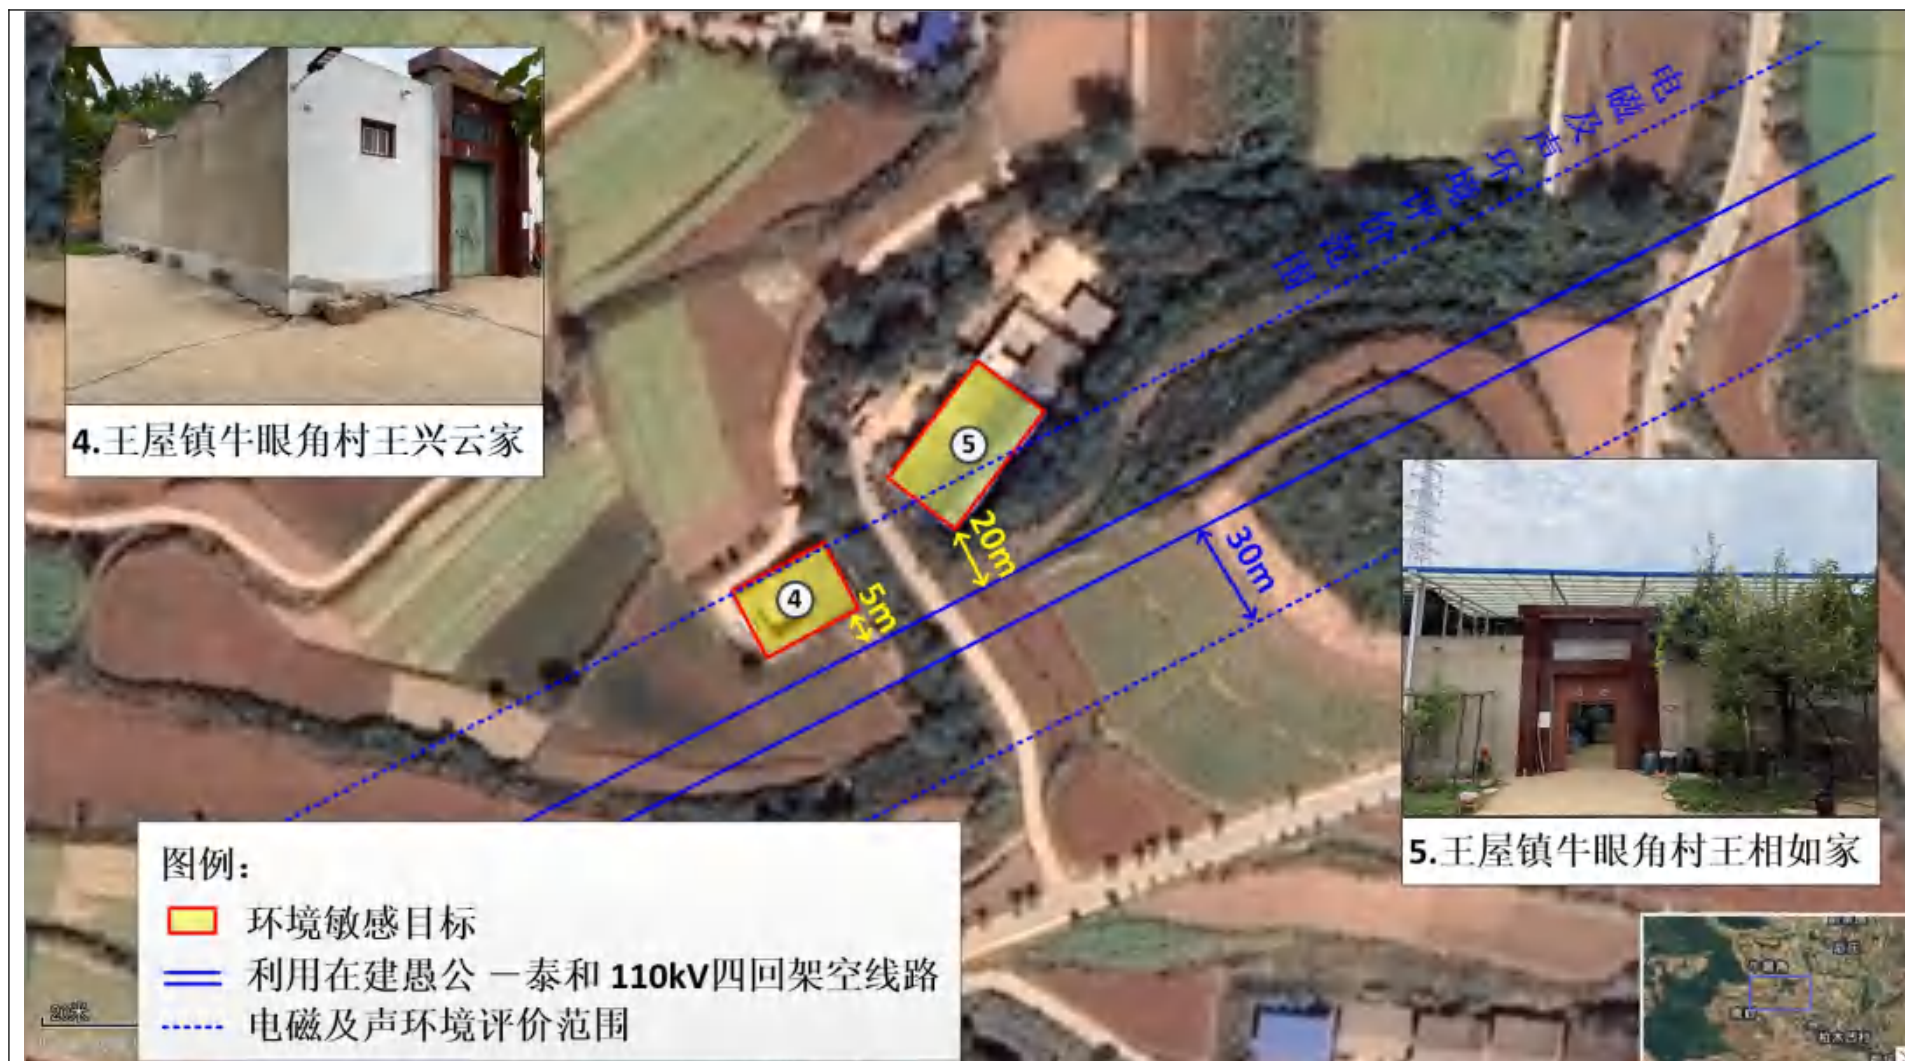 4.王屋镇牛眼角村王兴云家
电磁及声环境评价范围
5
4
20m
5m
30m
5.王屋镇牛眼角村王相如家
图例：
环境敏感目标
利用在建愚公 －泰和 110kV四回架空线路
电磁及声环境评价范围
20米